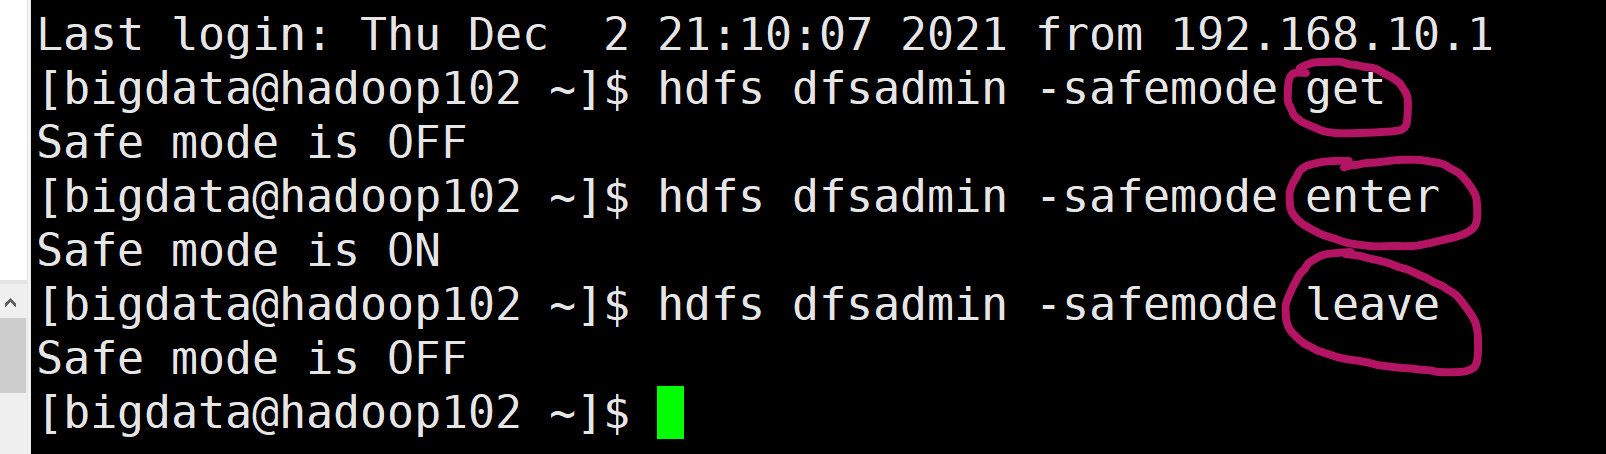 Last login: Thu Dec  2 21:10:07 2021 from 192.168.10.1
[bigdata@hadoop102 ~]$ hdfs dfsadmin -safemode get
Safe mode is OFF
[bigdata@hadoop102 ~]$ hdfs dfsadmin -safemode enter
Safe mode is ON
[bigdata@hadoop102 ~]$ hdfs dfsadmin -safemode leave
Safe mode is OFF
[bigdata@hadoop102 ~]$